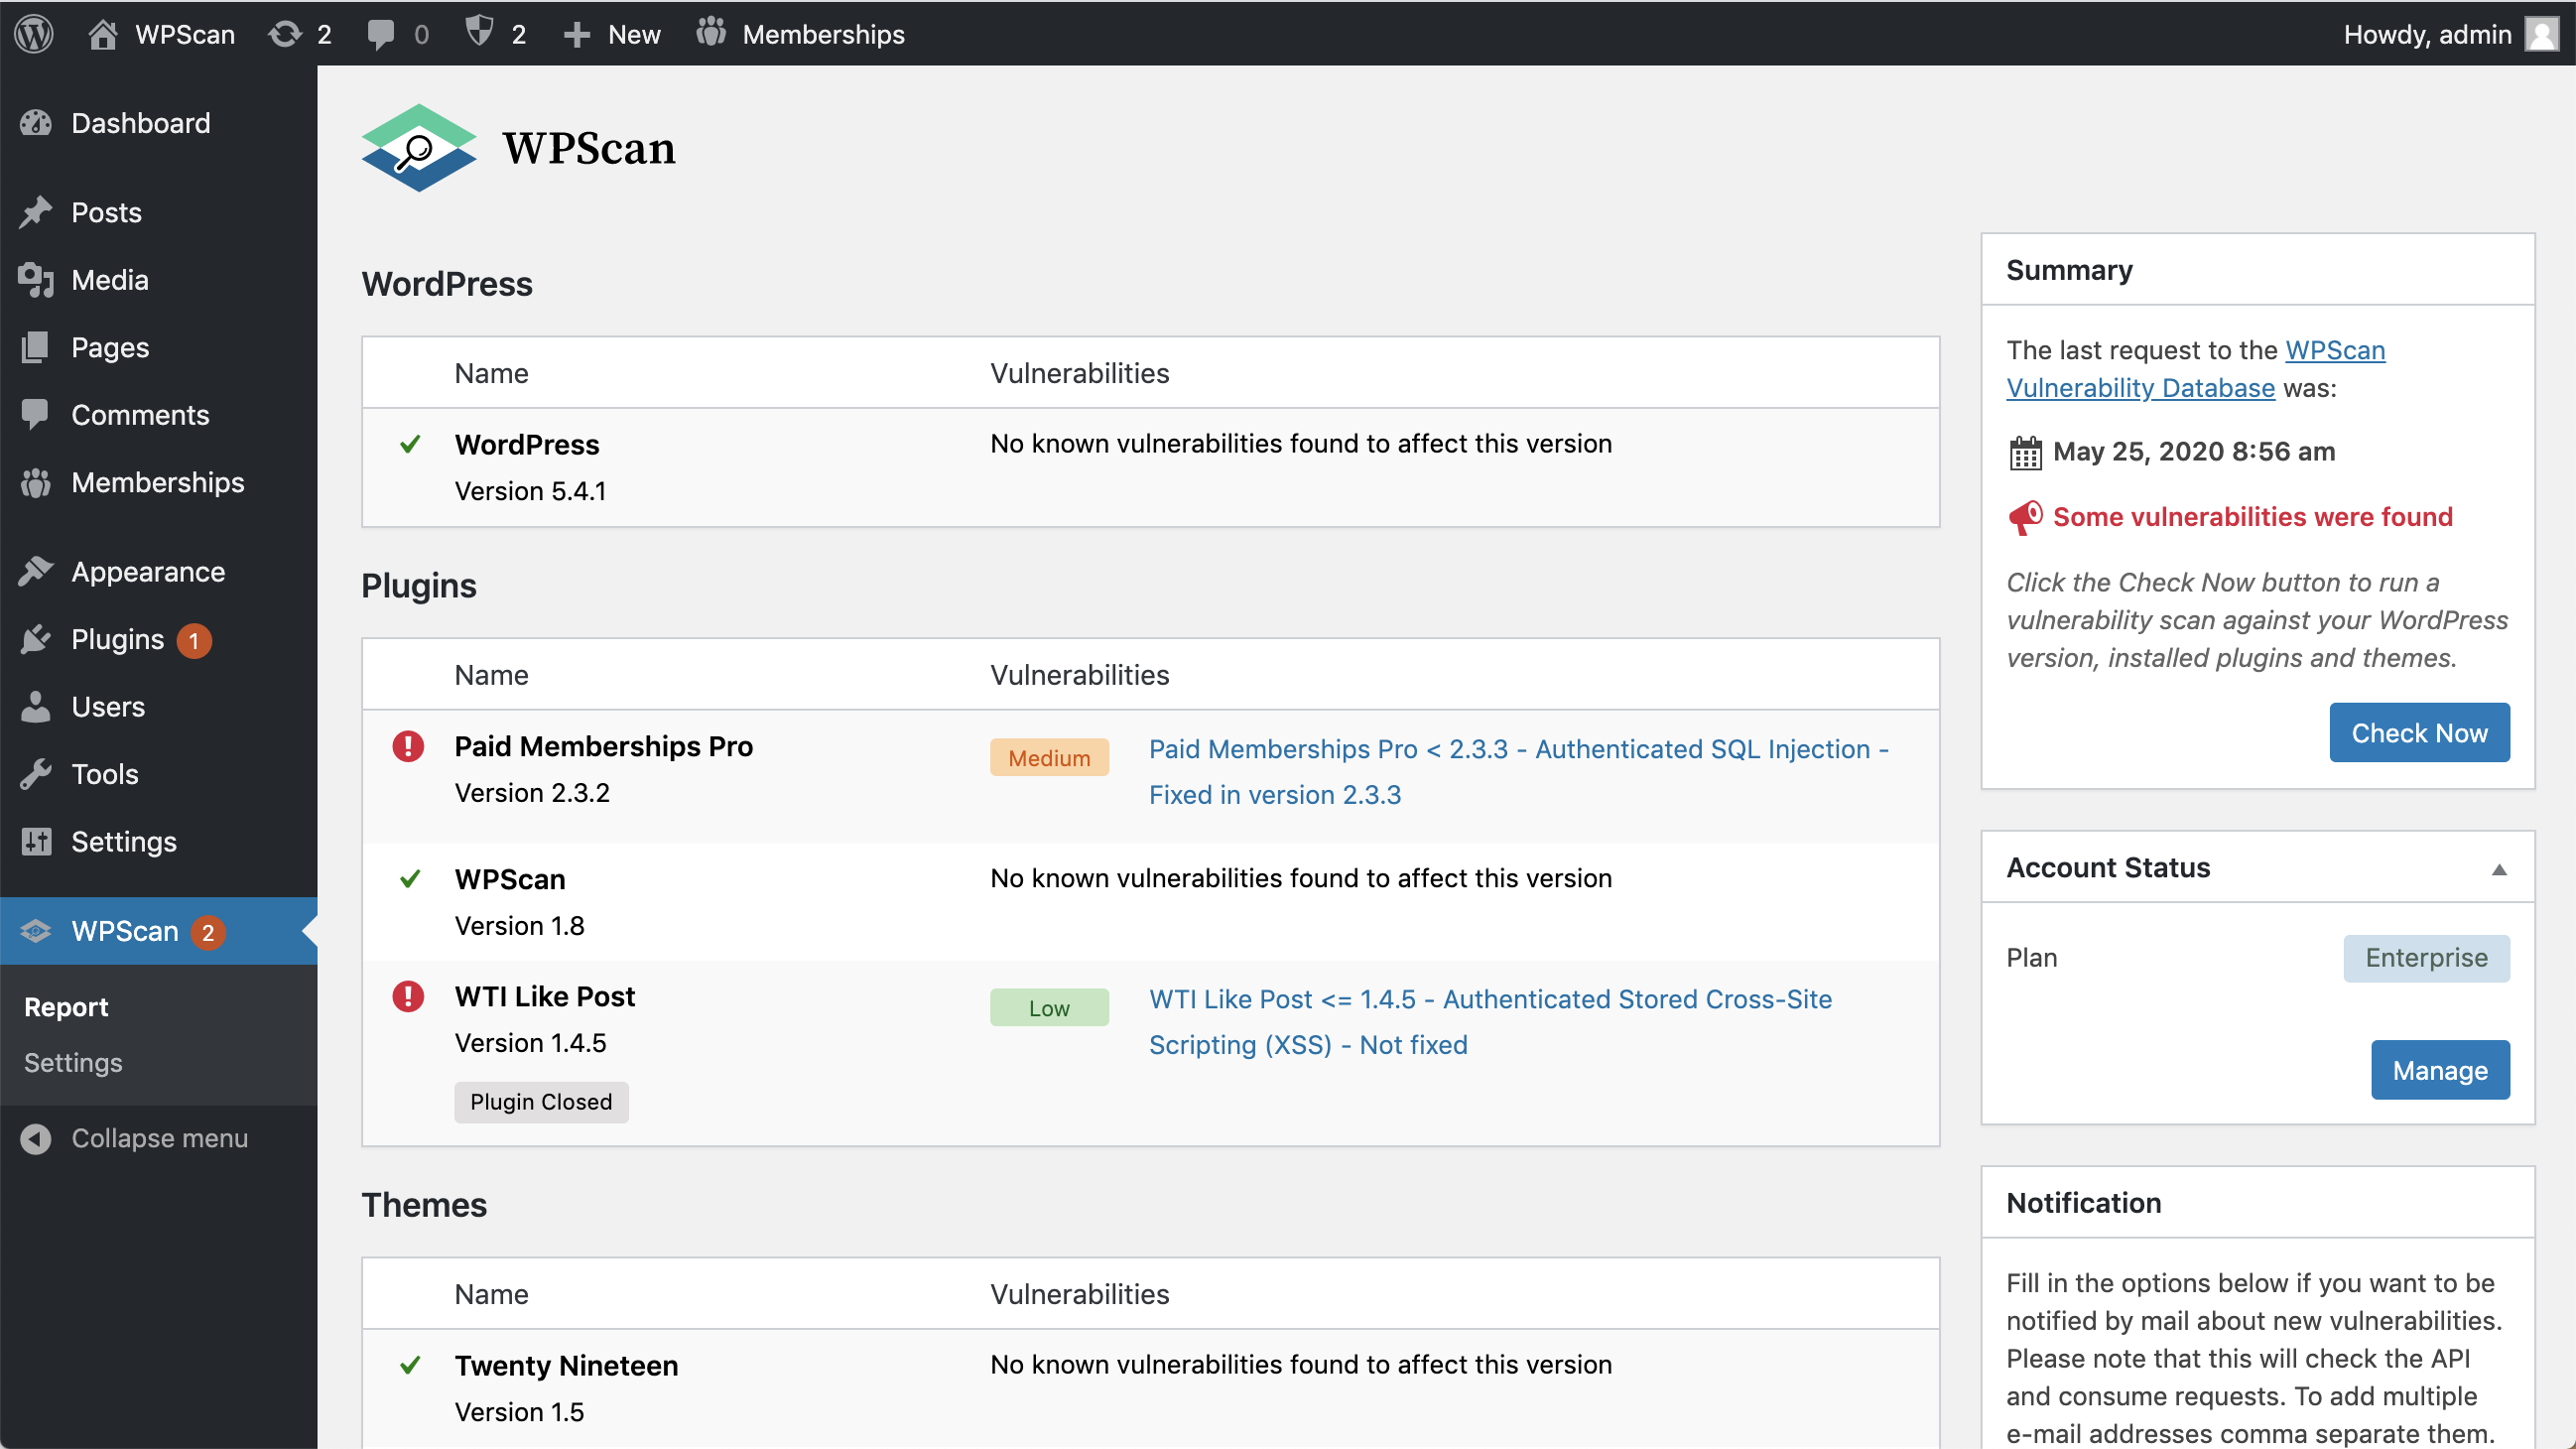 WPScan 2 0 2 New Memberships Howdy, admin
Dashboard
Posts
Media
Pages
Comments
Memberships
Appearance
Plugins 1
Users
Tools
Settings
WPScan 2
Report
Settings
Collapse menu
WPScan
WordPress
Name Vulnerabilities
WordPress No known vulnerabilities found to affect this version
Version 5.4.1
Plugins
Name Vulnerabilities
Paid Memberships Pro Medium Paid Memberships Pro < 2.3.3 - Authenticated SQL Injection -
Version 2.3.2 Fixed in version 2.3.3
WPScan No known vulnerabilities found to affect this version
Version 1.8
WTI Like Post Low WTI Like Post <= 1.4.5 - Authenticated Stored Cross-Site
Version 1.4.5 Scripting (XSS) - Not fixed
Plugin Closed
Themes
Name Vulnerabilities
Twenty Nineteen No known vulnerabilities found to affect this version
Version 1.5
Summary
The last request to the WPScan
Vulnerability Database was:
May 25, 2020 8:56 am
Some vulnerabilities were found
Click the Check Now button to run a
vulnerability scan against your WordPress
version, installed plugins and themes.
Check Now
Account Status
Plan Enterprise
Manage
Notification
Fill in the options below if you want to be
notified by mail about new vulnerabilities.
Please note that this will check the API
and consume requests. To add multiple
e-mail addresses comma separate them.